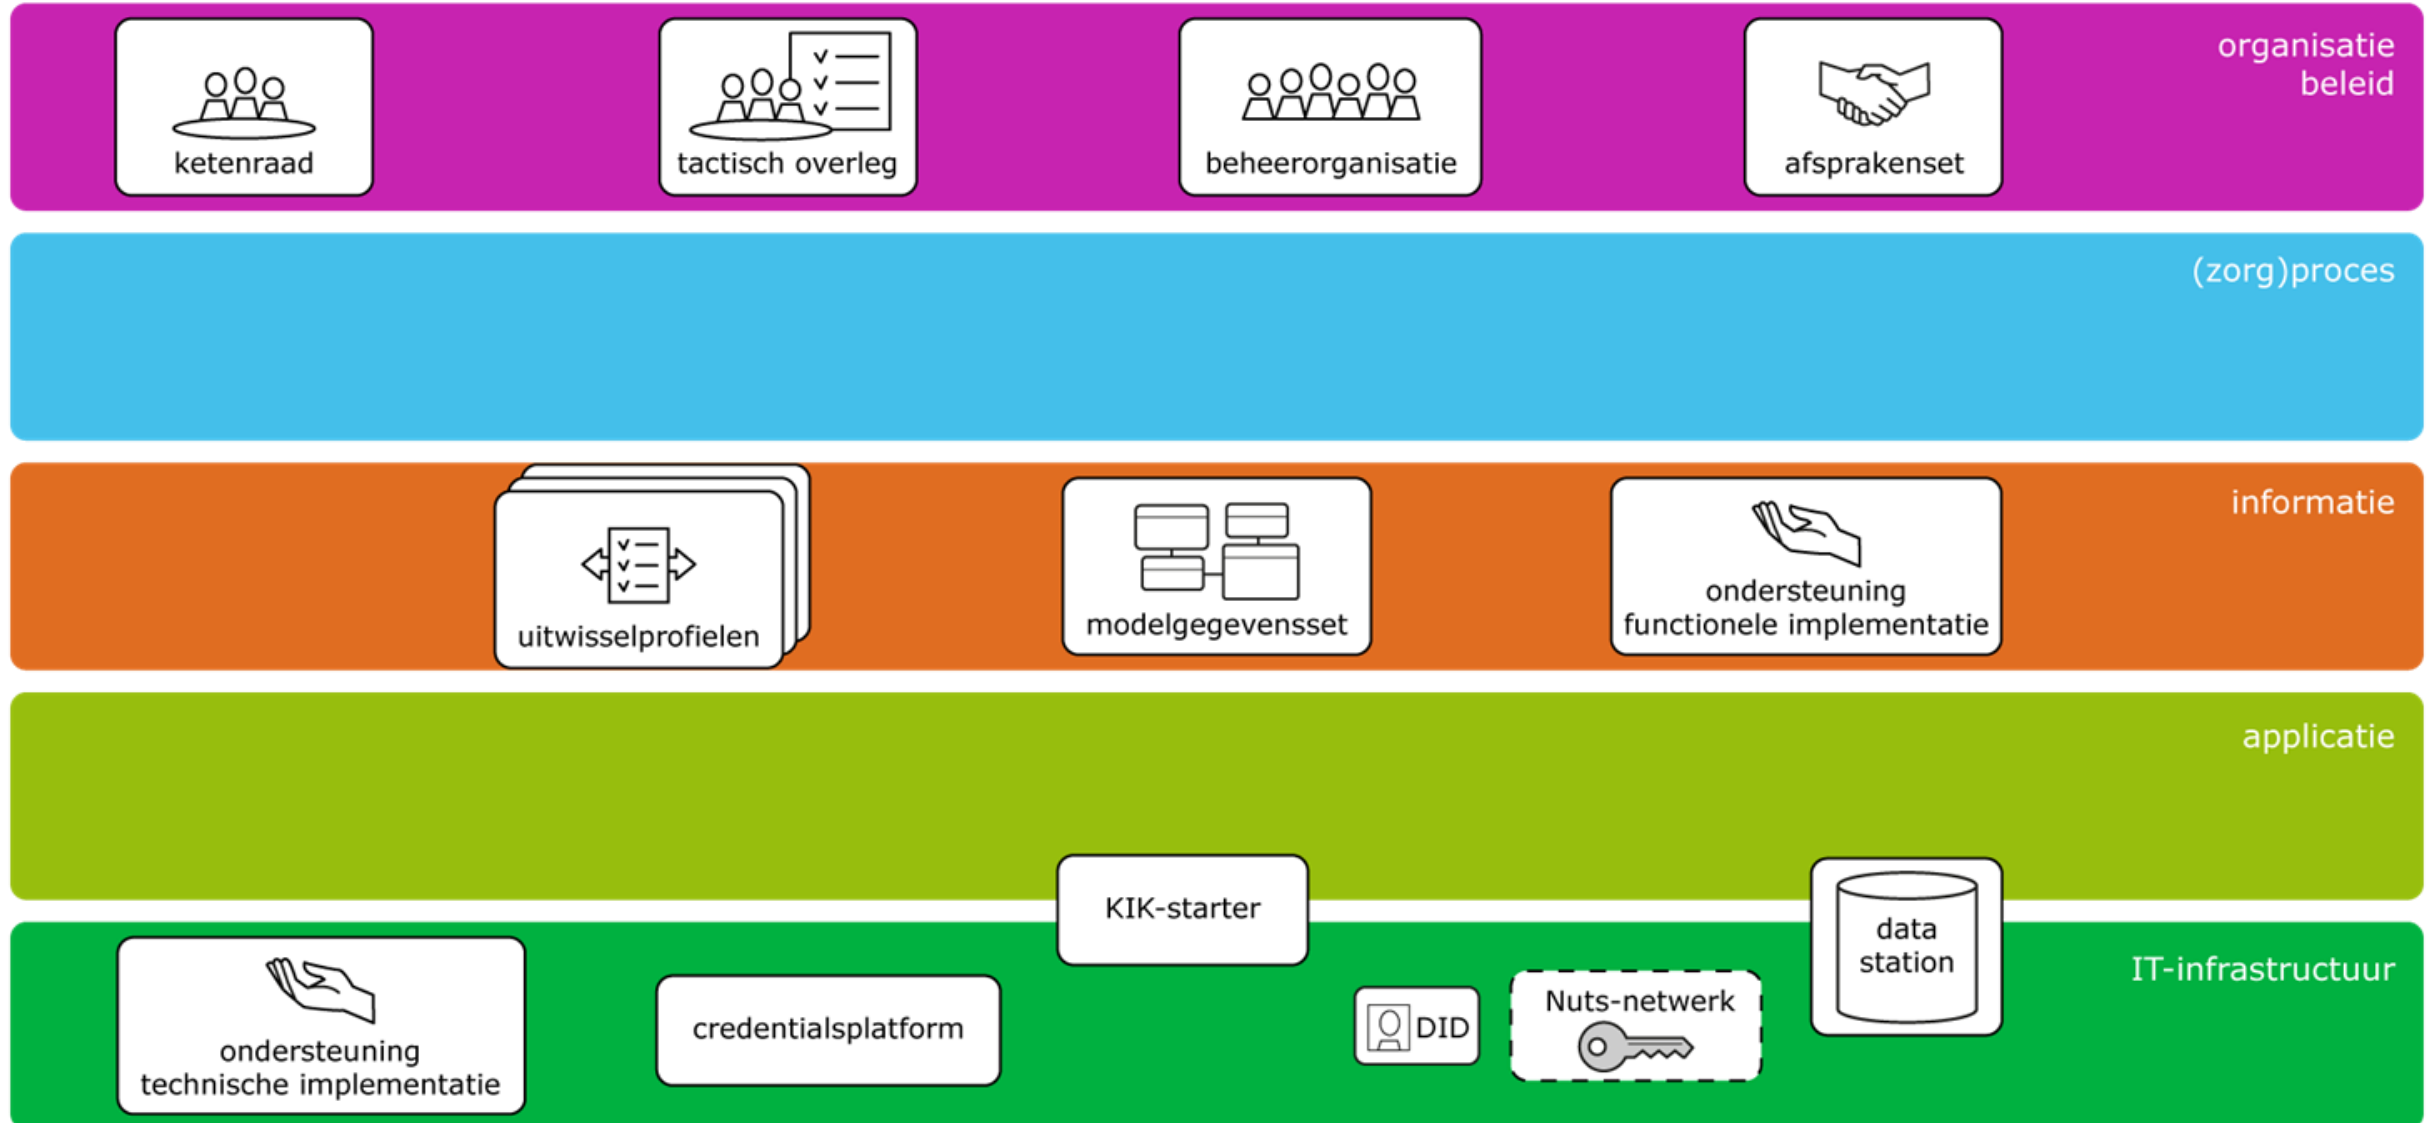 organisatie
beleid
ketenraad
tactisch overleg
beheerorganisatie
afsprakenset
(zorg)proces
informatie
uitwisselprofielen
modelgegevensset
ondersteuning
functionele implementatie
applicatie
KIK-starter
data
station
IT-infrastructuur
ondersteuning
technische implementatie
credentialsplatform
DID
Nuts-netwerk